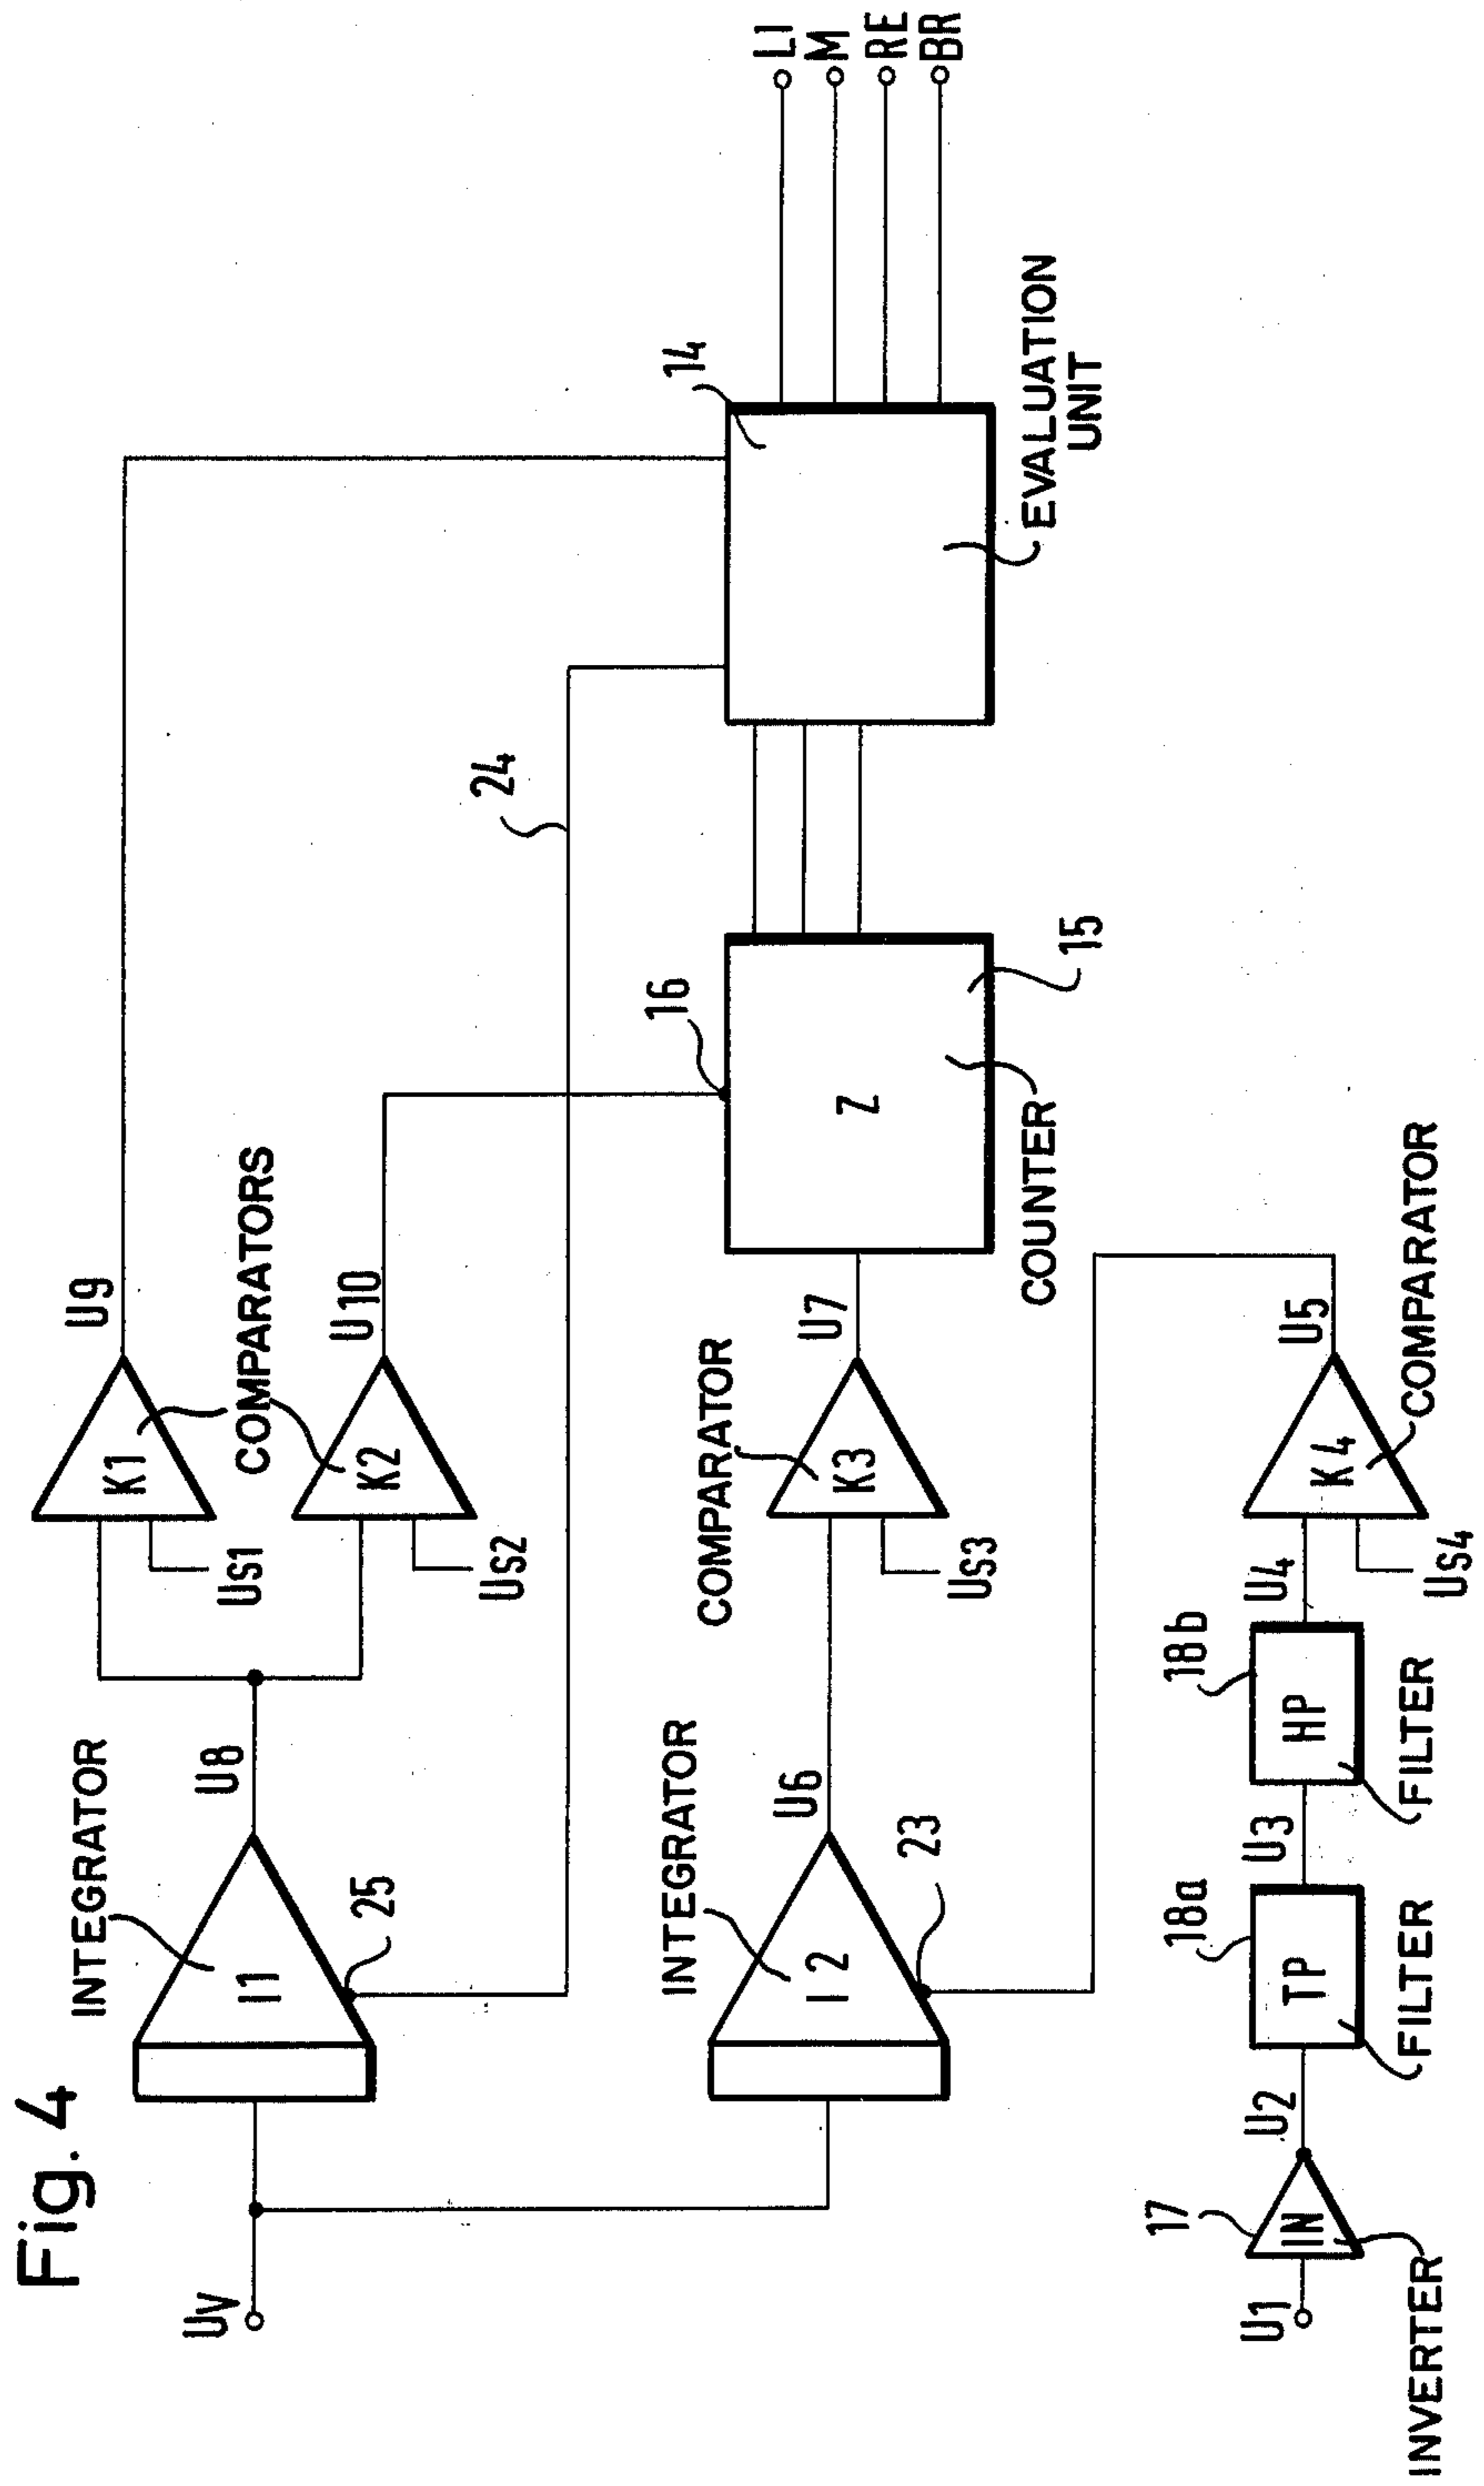 Fig. 4
UV
INTEGRATOR
I1
25
U8
K1
US1
U9
COMPARATORS
K2
US2
U10
24
INTEGRATOR
I2
23
U6
COMPARATOR
K3
US3
U7
16
Z
COUNTER
15
14
EVALUATION
UNIT
LI
M
RE
BR
U1
17
IN
INVERTER
U2
18a
TP
FILTER
U3
18b
HP
FILTER
U4
US4
K4
COMPARATOR
U5